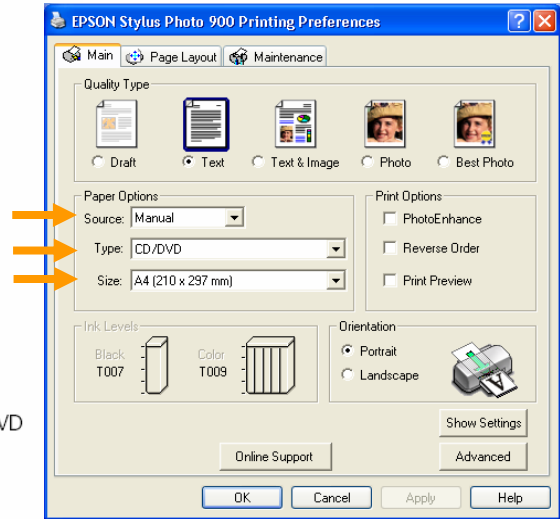 EPSON Stylus Photo 900 Printing Preferences
Main Page Layout Maintenance
Quality Type
Draft Text Text & Image Photo Best Photo
Paper Options
Source: Manual
Type: CD/DVD
Size: A4 (210 x 297 mm)
Print Options
PhotoEnhance
Reverse Order
Print Preview
Ink Levels
Black
T007
Color
T009
Orientation
Portrait
Landscape
VD
Show Settings
Online Support Advanced
OK Cancel Apply Help